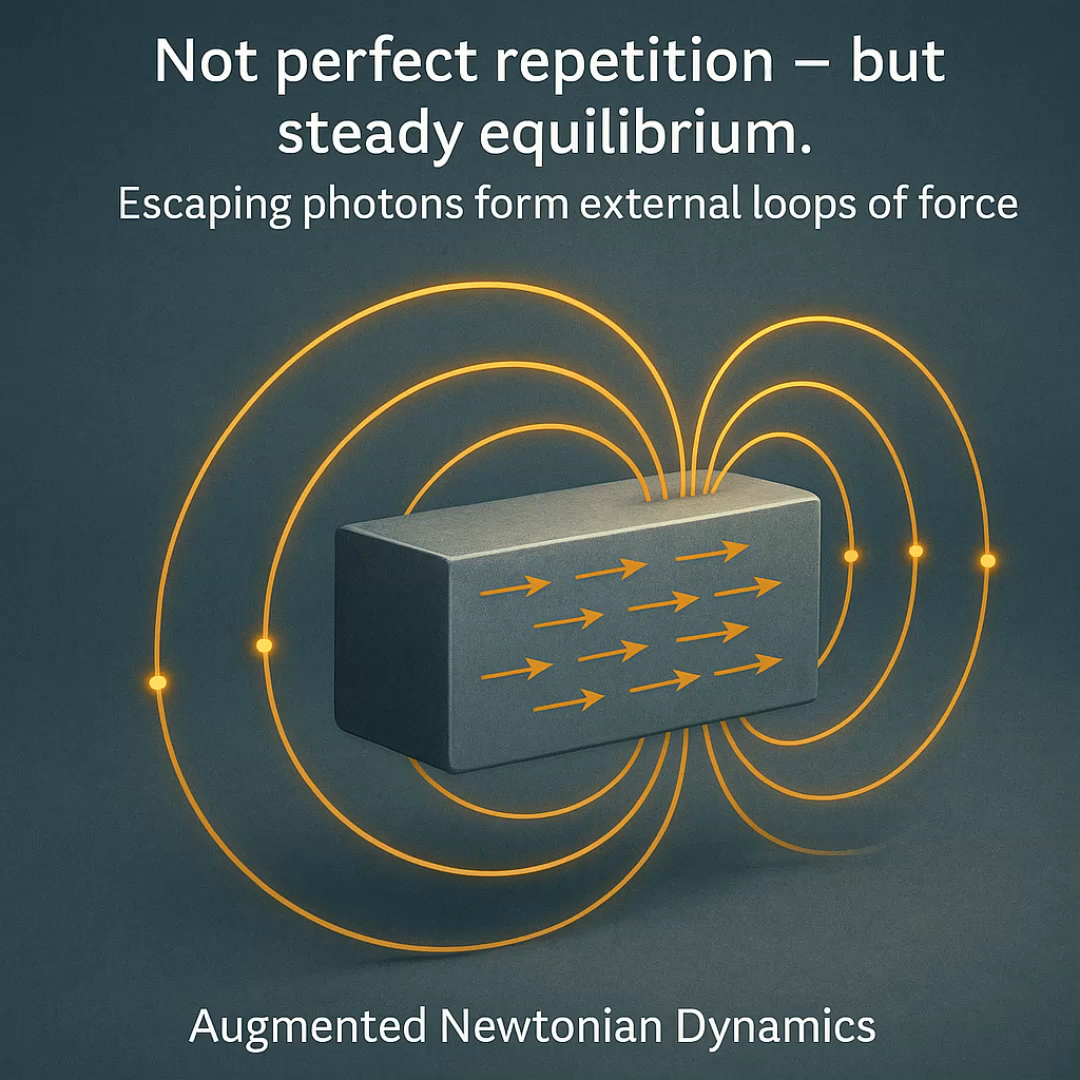 Not perfect repetition – but
steady equilibrium.
Escaping photons form external loops of force
Augmented Newtonian Dynamics